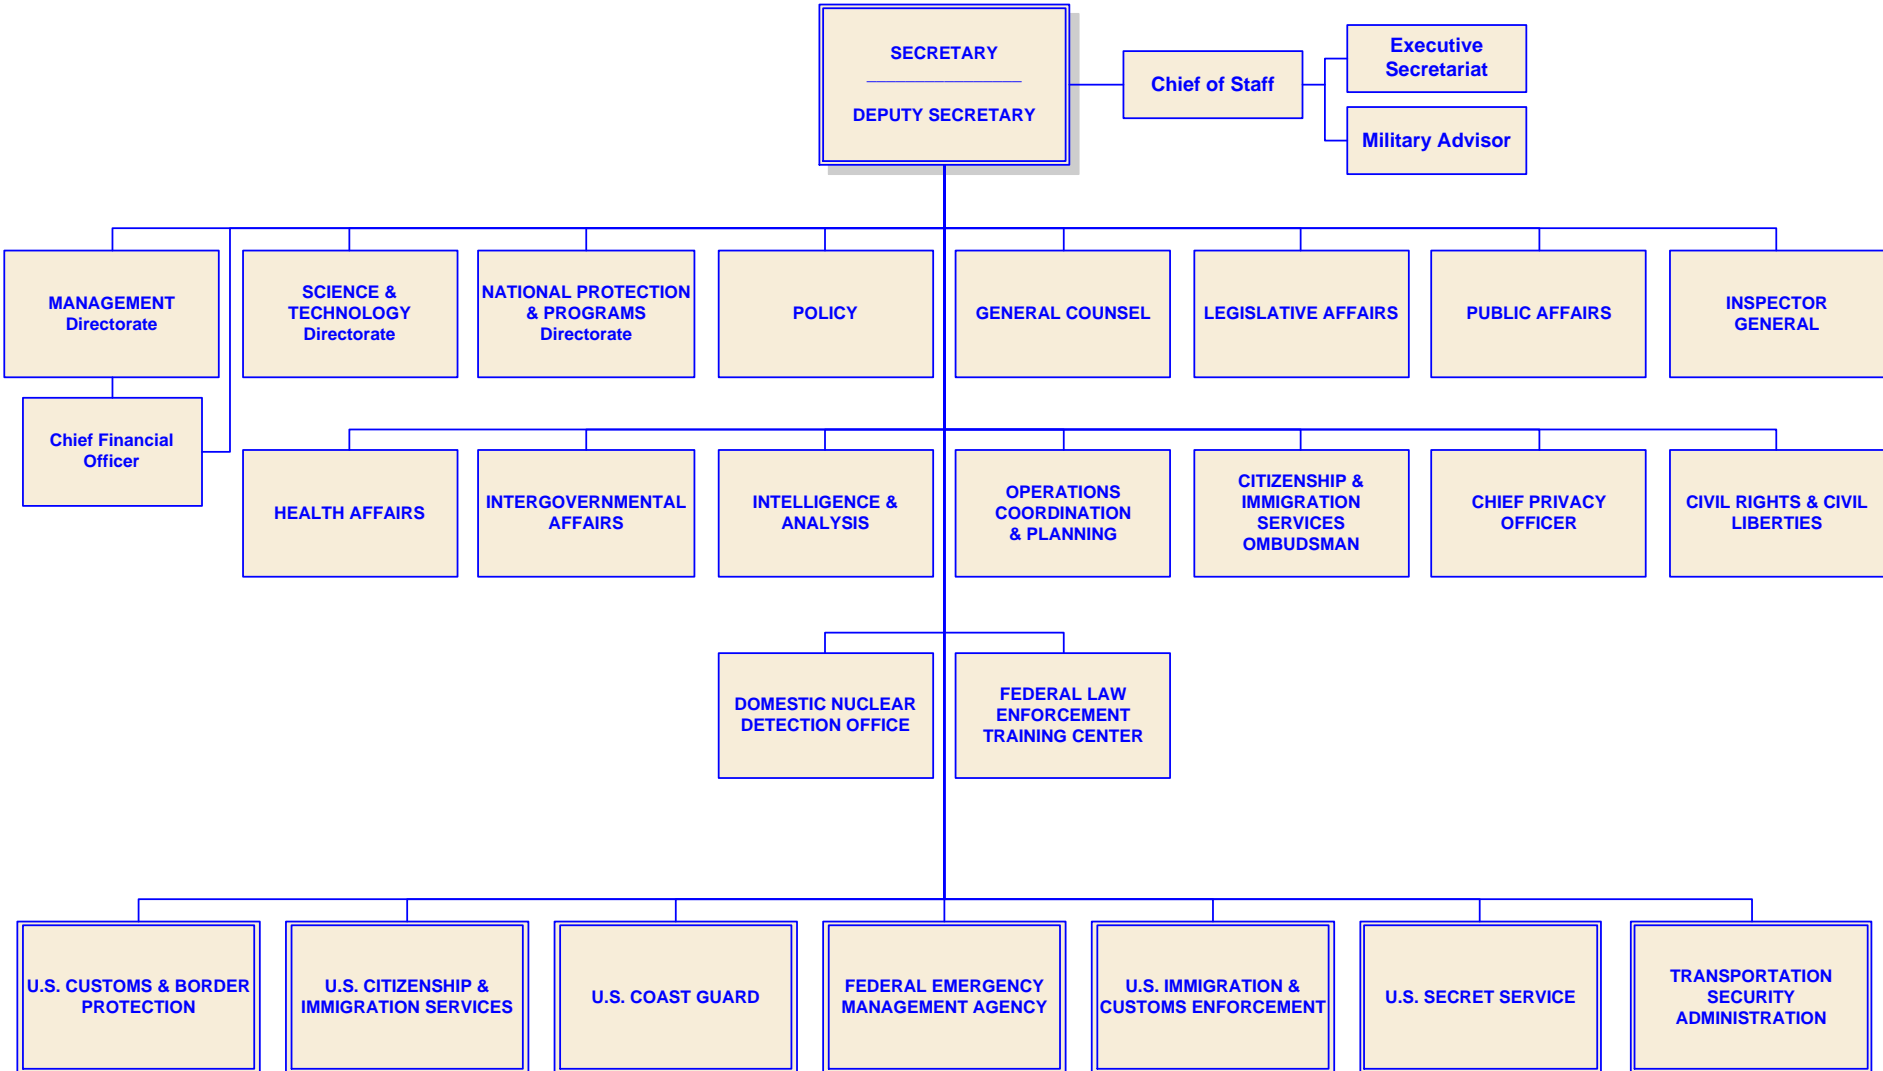 SECRETARY
DEPUTY SECRETARY
Chief of Staff
Executive
Secretariat
Military Advisor
MANAGEMENT
Directorate
SCIENCE &
TECHNOLOGY
Directorate
NATIONAL PROTECTION
& PROGRAMS
Directorate
POLICY
GENERAL COUNSEL
LEGISLATIVE AFFAIRS
PUBLIC AFFAIRS
INSPECTOR
GENERAL
Chief Financial
Officer
HEALTH AFFAIRS
INTERGOVERNMENTAL
AFFAIRS
INTELLIGENCE &
ANALYSIS
OPERATIONS
COORDINATION
& PLANNING
CITIZENSHIP &
IMMIGRATION
SERVICES
OMBUDSMAN
CHIEF PRIVACY
OFFICER
CIVIL RIGHTS & CIVIL
LIBERTIES
DOMESTIC NUCLEAR
DETECTION OFFICE
FEDERAL LAW
ENFORCEMENT
TRAINING CENTER
U.S. CUSTOMS & BORDER
PROTECTION
U.S. CITIZENSHIP &
IMMIGRATION SERVICES
U.S. COAST GUARD
FEDERAL EMERGENCY
MANAGEMENT AGENCY
U.S. IMMIGRATION &
CUSTOMS ENFORCEMENT
U.S. SECRET SERVICE
TRANSPORTATION
SECURITY
ADMINISTRATION